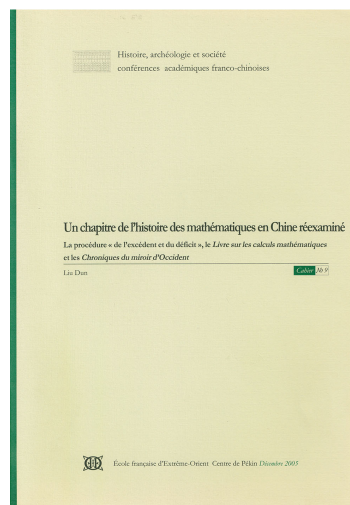 Histoire, archéologie et société
conférences académiques franco-chinoises
Un chapitre de l'histoire des mathématiques en Chine réexaminé
La procédure « de l'excédent et du déficit », le Livre sur les calculs mathématiques
et les Chroniques du miroir d'Occident
Liu Dun
Cahier № 9
École française d'Extrême-Orient Centre de Pékin Décembre 2005